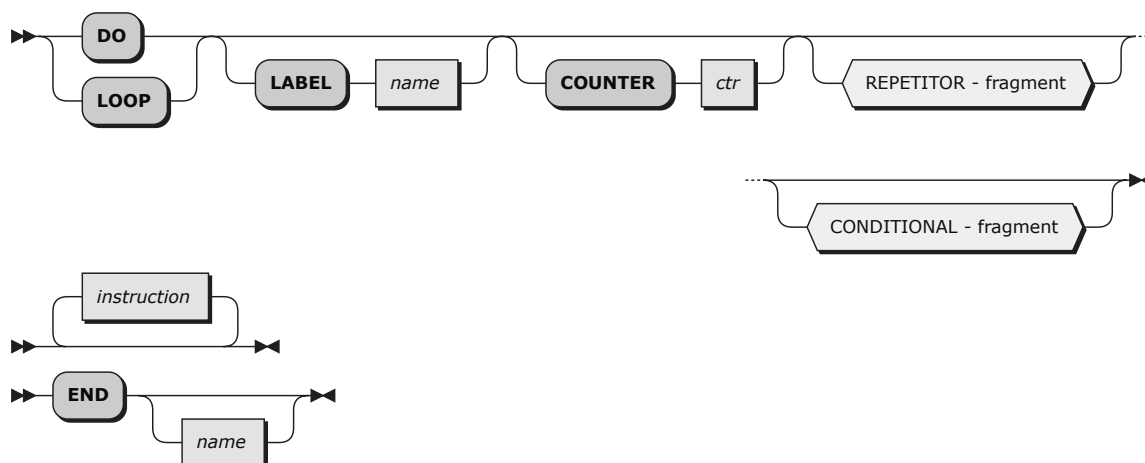 DO
LOOP LABEL name COUNTER ctr REPETITOR - fragment
CONDITIONAL - fragment
instruction
END
name